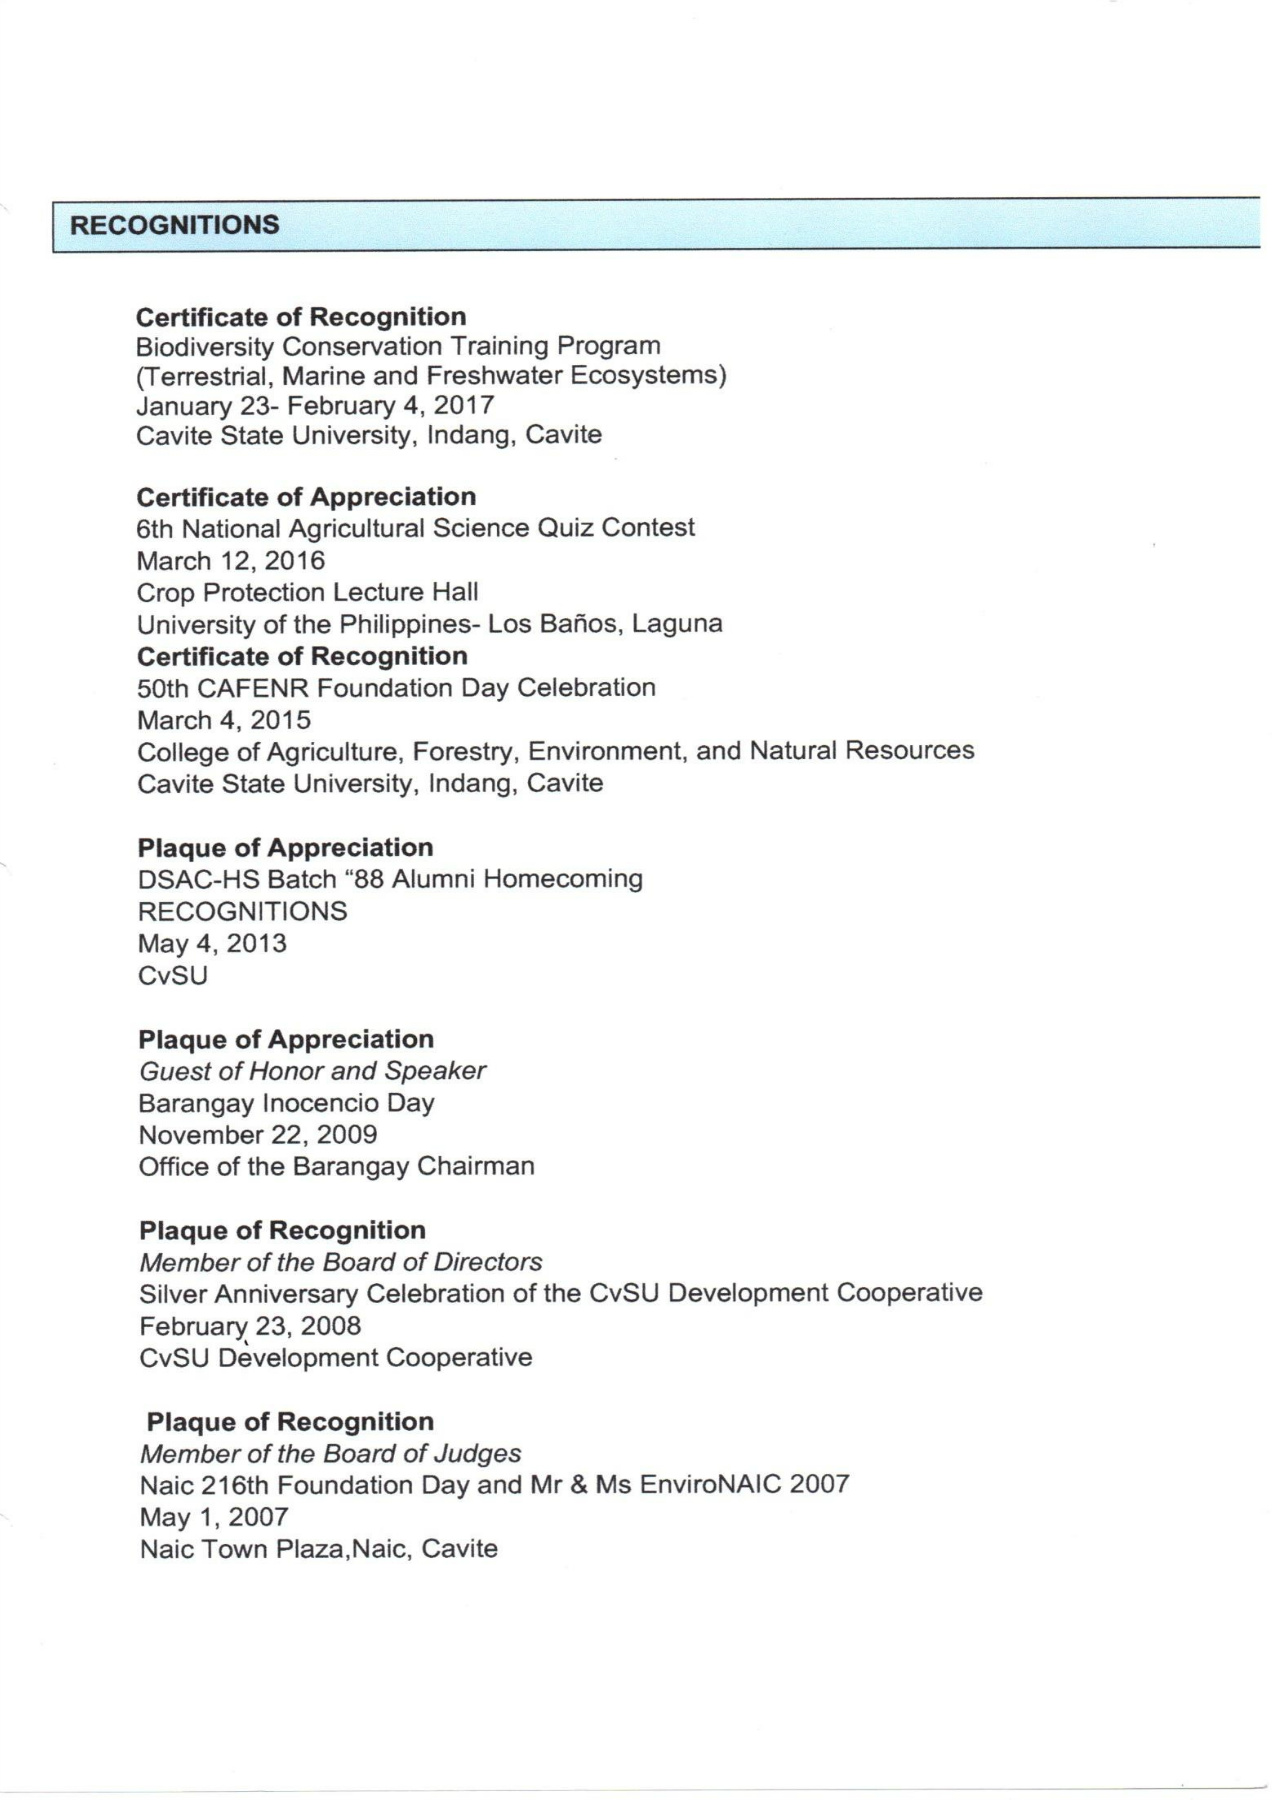 RECOGNITIONS
Certificate of Recognition
Biodiversity Conservation Training Program
(Terrestrial, Marine and Freshwater Ecosystems)
January 23- February 4, 2017
Cavite State University, Indang, Cavite
Certificate of Appreciation
6th National Agricultural Science Quiz Contest
March 12, 2016
Crop Protection Lecture Hall
University of the Philippines- Los Baños, Laguna
Certificate of Recognition
50th CAFENR Foundation Day Celebration
March 4, 2015
College of Agriculture, Forestry, Environment, and Natural Resources
Cavite State University, Indang, Cavite
Plaque of Appreciation
DSAC-HS Batch “88 Alumni Homecoming
RECOGNITIONS
May 4, 2013
CvSU
Plaque of Appreciation
Guest of Honor and Speaker
Barangay Inocencio Day
November 22, 2009
Office of the Barangay Chairman
Plaque of Recognition
Member of the Board of Directors
Silver Anniversary Celebration of the CvSU Development Cooperative
February 23, 2008
CvSU Development Cooperative
Plaque of Recognition
Member of the Board of Judges
Naic 216th Foundation Day and Mr & Ms EnviroNAIC 2007
May 1, 2007
Naic Town Plaza,Naic, Cavite